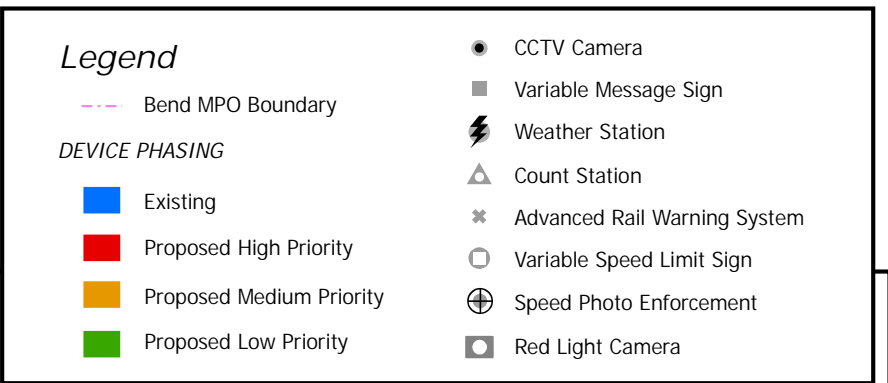 Legend
Bend MPO Boundary
DEVICE PHASING
Existing
Proposed High Priority
Proposed Medium Priority
Proposed Low Priority
CCTV Camera
Variable Message Sign
Weather Station
Count Station
Advanced Rail Warning System
Variable Speed Limit Sign
Speed Photo Enforcement
Red Light Camera